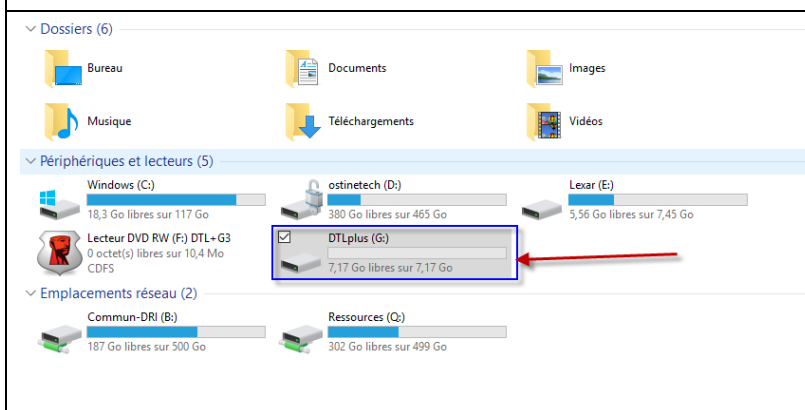 Dossiers (6)
Bureau
Documents
Images
Musique
Téléchargements
Vidéos
Périphériques et lecteurs (5)
Windows (C:)
18,3 Go libres sur 117 Go
ostinetech (D:)
380 Go libres sur 465 Go
Lexar (E:)
5,56 Go libres sur 7,45 Go
Lecteur DVD RW (F:) DTL+G3
0 octet(s) libres sur 10,4 Mo
CDFS
DTLplus (G:)
7,17 Go libres sur 7,17 Go
Emplacements réseau (2)
Commun-DRI (B:)
187 Go libres sur 500 Go
Ressources (Q:)
302 Go libres sur 499 Go